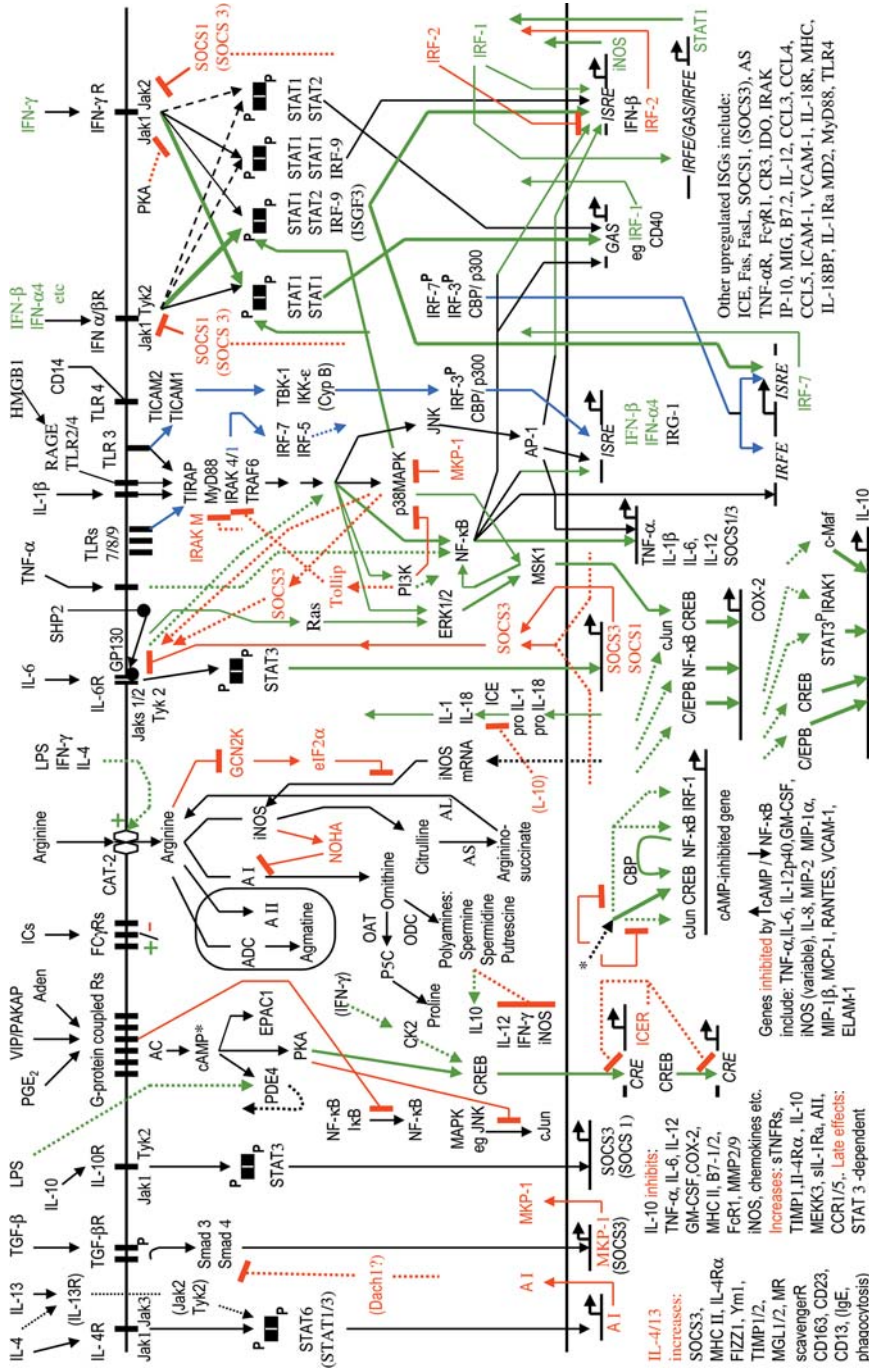 IL-4
IL-13
TGF-β
IL-10
LPS
PGE2
VIP/PAKAP
Aden
ICs
Arginine
LPS
IFN-γ
IL-4
IL-6
SHP2
TNF-α
IL-1β
HMGB1
CD14
IFN-β
IFN-α4
etc
IFN-γ
(IL-13R)
IL-4R
TGF-βR
IL-10R
G-protein coupled Rs
FCγRs
+ / −
CAT-2
+
IL-6R
GP130
TLRs
7/8/9
RAGE
TLR2/4
TLR3
TLR 4
IFN α/βR
IFN-γ R
Jak1
Jak3
(Jak2
Tyk2)
P
P
STAT6
(STAT1/3)
P
Smad 3
Smad 4
(Dach1?)
Jak1
Tyk2
P
P
STAT3
AC
cAMP*
EPAC1
PDE4
PKA
(IFN-γ)
CK2
CREB
NF-κB
IκB
NF-κB
MAPK
eg JNK
cJun
Arginine
ADC
A II
Agmatine
A I
iNOS
NOHA
GCN2K
eIF2α
Ornithine
OAT
P5C
Proline
ODC
Polyamines:
Spermine
Spermidine
Putrescine
Citrulline
AS
AL
Arginino-
succinate
iNOS
mRNA
IL10
IL-12
IFN-γ
iNOS
Jaks 1/2
Tyk 2
P
P
STAT3
SOCS3
Ras
ERK1/2
SOCS3
IL-1
IL-18
ICE
pro IL-1
pro IL-18
(IL-10)
IRAK M
Tollip
PI3K
NF-κB
MSK1
TIRAP
MyD88
IRAK 4/1
TRAF6
p38MAPK
MKP-1
JNK
AP-1
TICAM2
TICAM1
IRF-7
IRF-5
TBK-1
IKK-ε
(Cyp B)
IRF-3P
CBP/ p300
IRF-7P
IRF-3P
CBP/ p300
Jak1
Tyk2
SOCS1
(SOCS 3)
PKA
Jak1
Jak2
SOCS1
(SOCS 3)
P
P
STAT1
STAT1
P
P
STAT1
STAT2
IRF-9
(ISGF3)
P
P
STAT1
STAT1
IRF-9
P
P
STAT1
STAT2
A I
A I
MKP-1
MKP-1
(SOCS3)
SOCS3
(SOCS 1)
CRE
ICER
CREB
CRE
*
CBP
cJun CREB NF-κB IRF-1
cAMP-inhibited gene
SOCS3
SOCS1
cJun
C/EPB NF-κB CREB
COX-2
C/EPB
CREB
STAT3P
IRAK1
c-Maf
IL-10
TNF-α.
IL-1β
IL-6,
IL-12
SOCS1/3
ISRE
IFN-β
IFN-α4
IRG-1
IRFE
ISRE
IRF-7
GAS
eg IRF-1
CD40
ISRE
IFN-β
IRF-2
iNOS
IRF-1
IRF-2
IRF-1
IRFE/GAS/IRFE
STAT1
IL-4/13
increases:
SOCS3,
MHC II, IL-4Rα
FIZZ1, Ym1,
TIMP1/2,
MGL1/2, MR
scavengerR
CD163, CD23,
CD13, (IgE,
phagocytosis)
IL-10 inhibits:
TNF-α, IL-6, IL-12
GM-CSF,COX-2,
MHC II, B7-1/2,
FcR1, MMP2/9
iNOS, chemokines etc.
Increases: sTNFRs,
TIMP1,II-4Rα, IL-10
MEKK3, sIL-1Ra, AII,
CCR1/5,. Late effects:
STAT 3 -dependent
Genes inhibited by ↑cAMP / ↓ NF-κB
include: TNF-α,IL-6, IL-12p40,GM-CSF,
iNOS (variable), IL-8, MIP-2 MIP-1α,
MIP-1β, MCP-1, RANTES, VCAM-1,
ELAM-1
Other upregulated ISGs include:
ICE, Fas, FasL, SOCS1, (SOCS3), AS
TNF-αR, FcγR1, CR3, IDO, IRAK
IP-10, MIG, B7.2, IL-12, CCL3, CCL4,
CCL5, ICAM-1, VCAM-1, IL-18R, MHC,
IL-18BP, IL-1Ra MD2, MyD88, TLR4